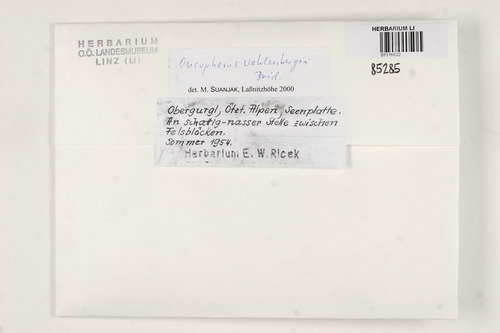 HERBARIUM
O.Ö. LANDESMUSEUM
LINZ (LI)
HERBARIUM LI
85285
Oncophorus wahlenbergii
Brid.
det. M. SUANJAK, Laßnitzhöhe 2000
Obergurgl, Ötzt. Alpen, Seenplatte.
An schattig-nasser Stelle zwischen
Felsblöcken.
Sommer 1954.
Herbarium E. W. Ricek